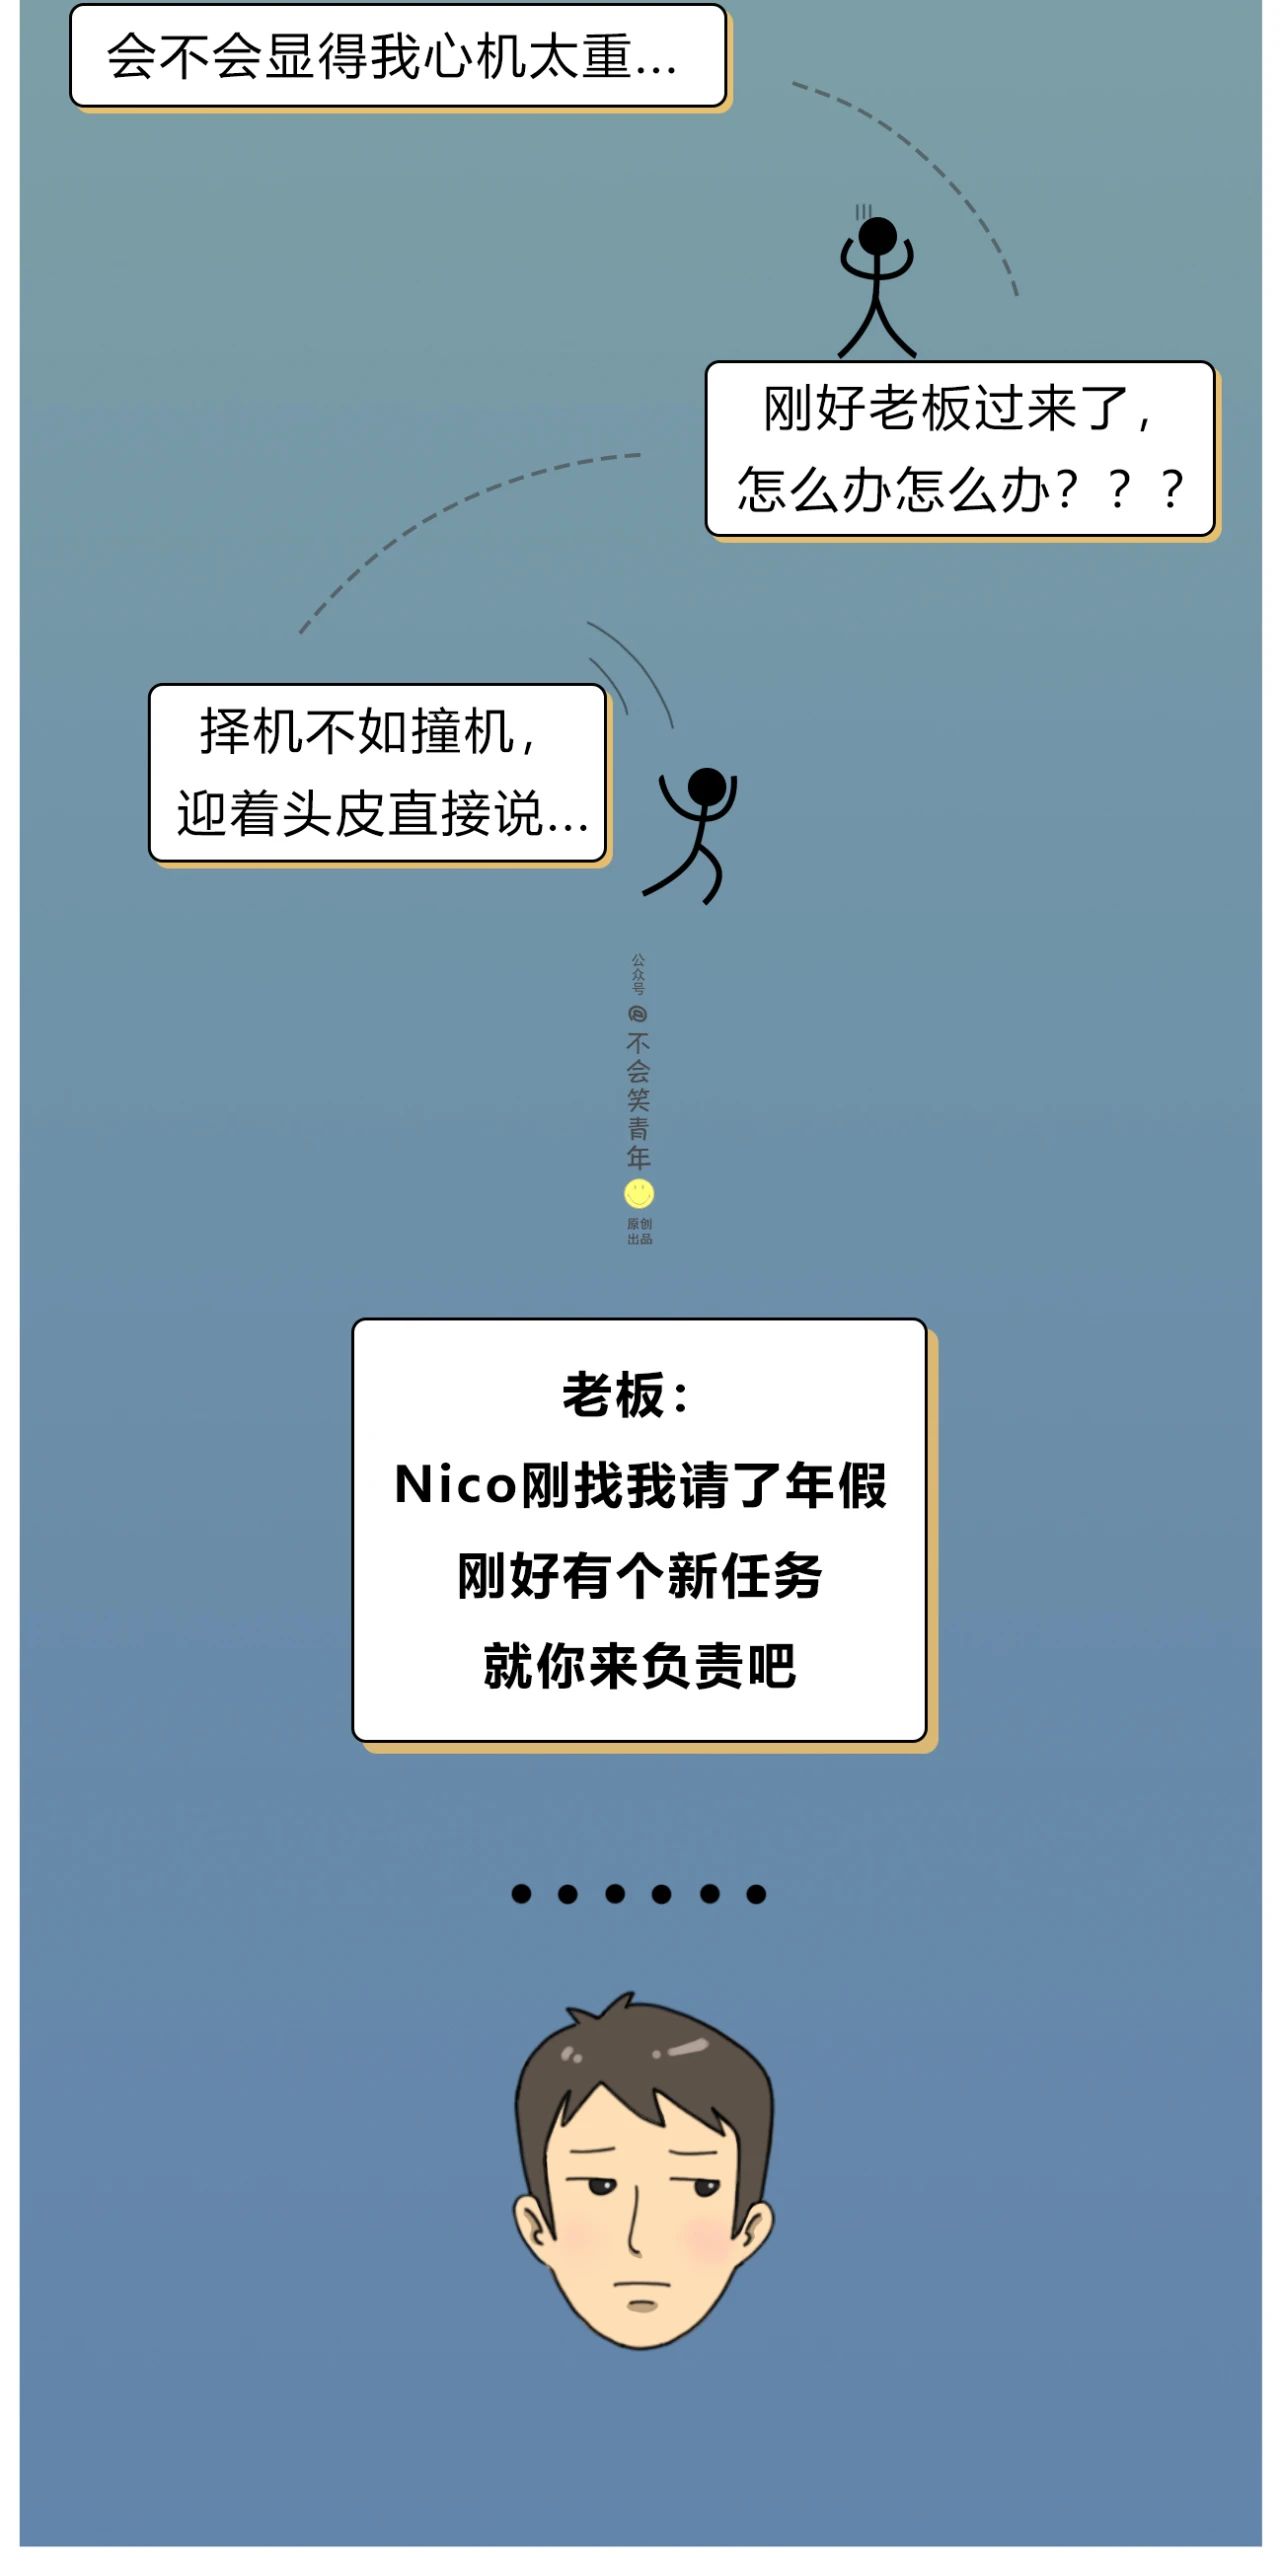 会不会显得我心机太重...
刚好老板过来了，
怎么办怎么办？？？
择机不如撞机，
迎着头皮直接说...
公众号
@不会笑青年
原创
出品
老板：
Nico刚找我请了年假
刚好有个新任务
就你来负责吧
······